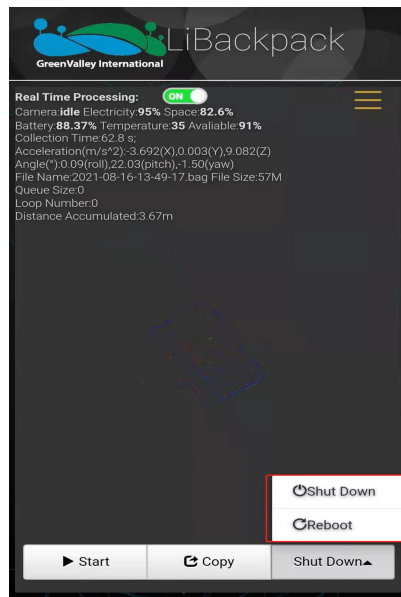 LiBackpack
GreenValley International
Real Time Processing: ON
Camera:idle Electricity:95% Space:82.6%
Battery:88.37% Temperature:35 Avaliable:91%
Collection Time:62.8 s;
Acceleration(m/s^2):-3.692(X),0.003(Y),9.082(Z)
Angle(°):0.09(roll),22.03(pitch),-1.50(yaw)
File Name:2021-08-16-13-49-17.bag File Size:57M
Queue Size:0
Loop Number:0
Distance Accumulated:3.67m
Shut Down
Reboot
Start Copy Shut Down